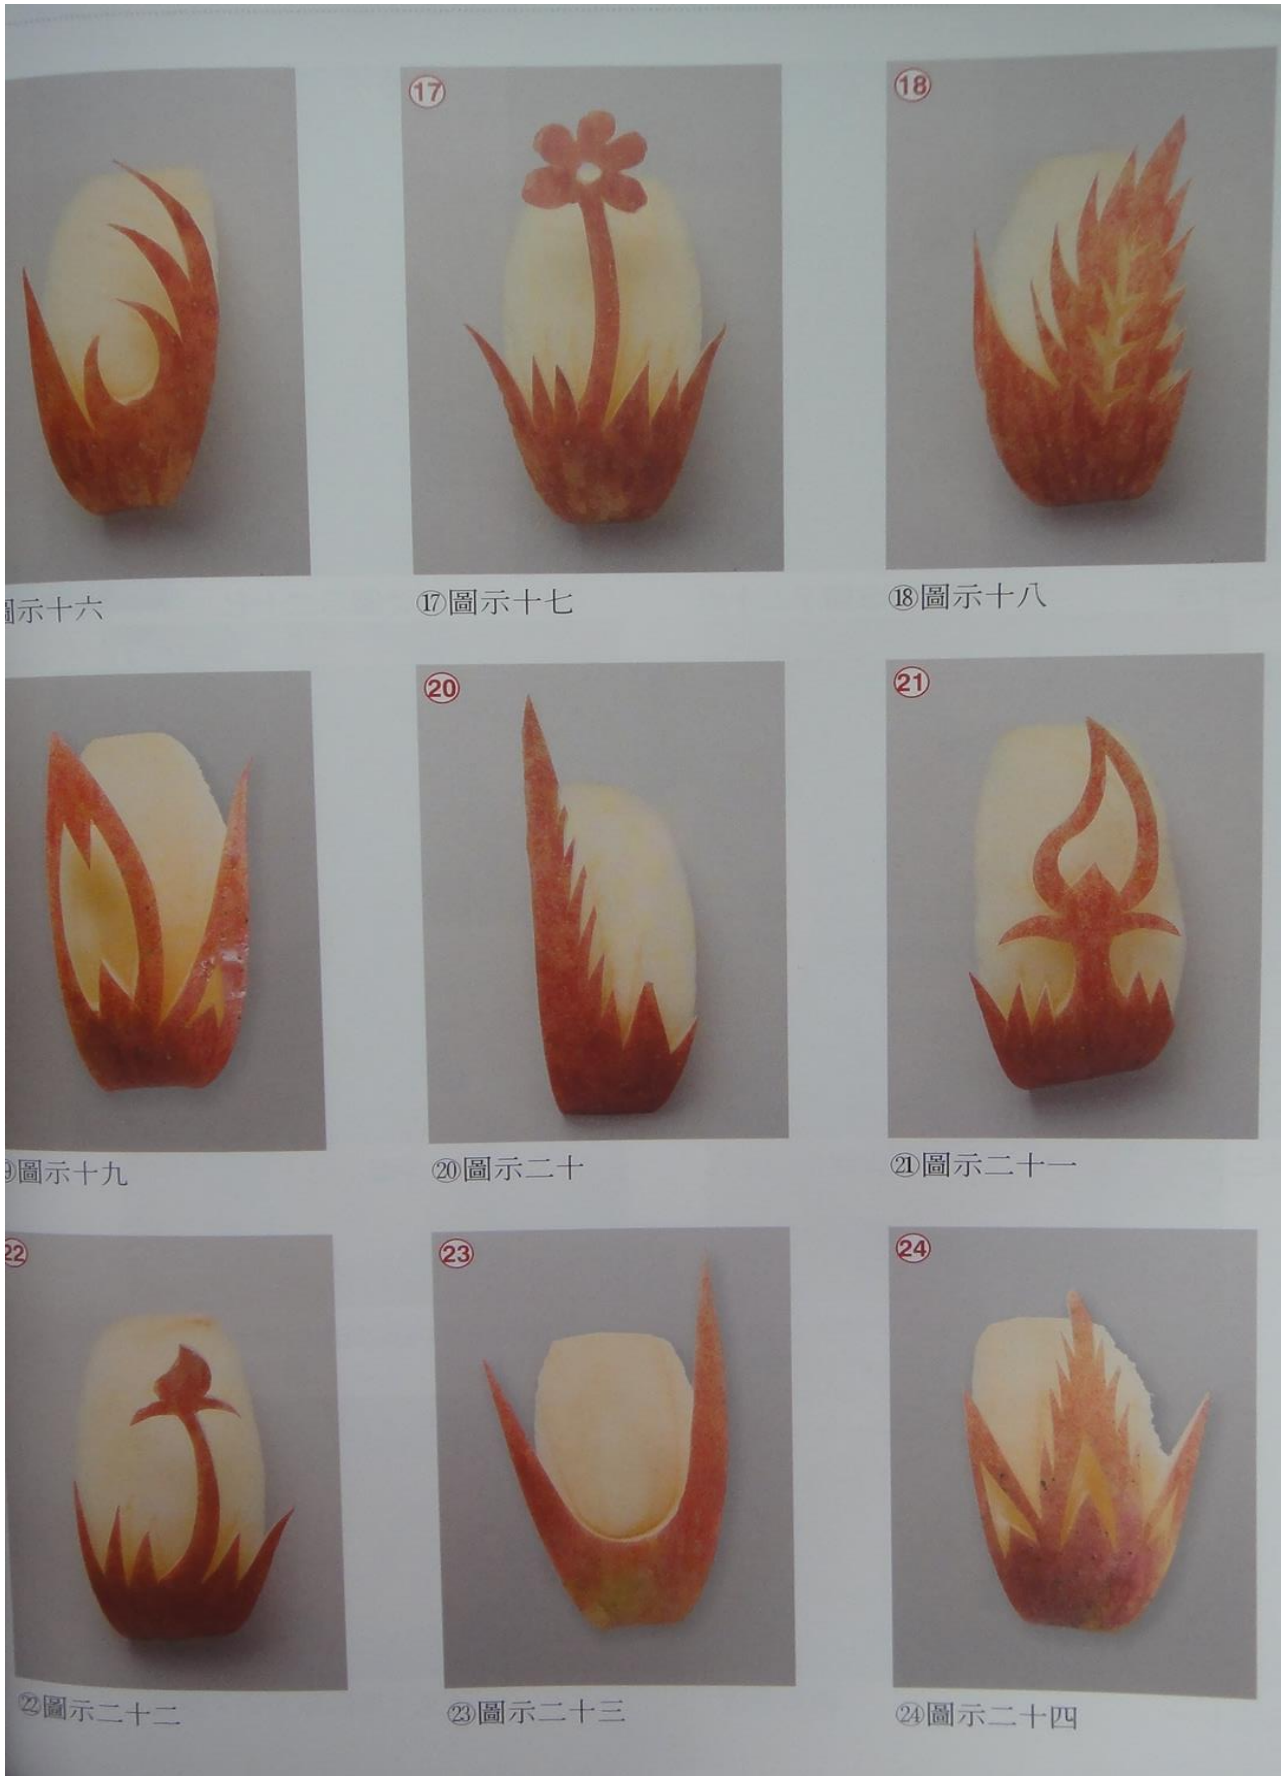 17
18
圖示十六
⑰圖示十七
⑱圖示十八
20
21
圖示十九
⑳圖示二十
㉑圖示二十一
22
23
24
㉒圖示二十二
㉓圖示二十三
㉔圖示二十四